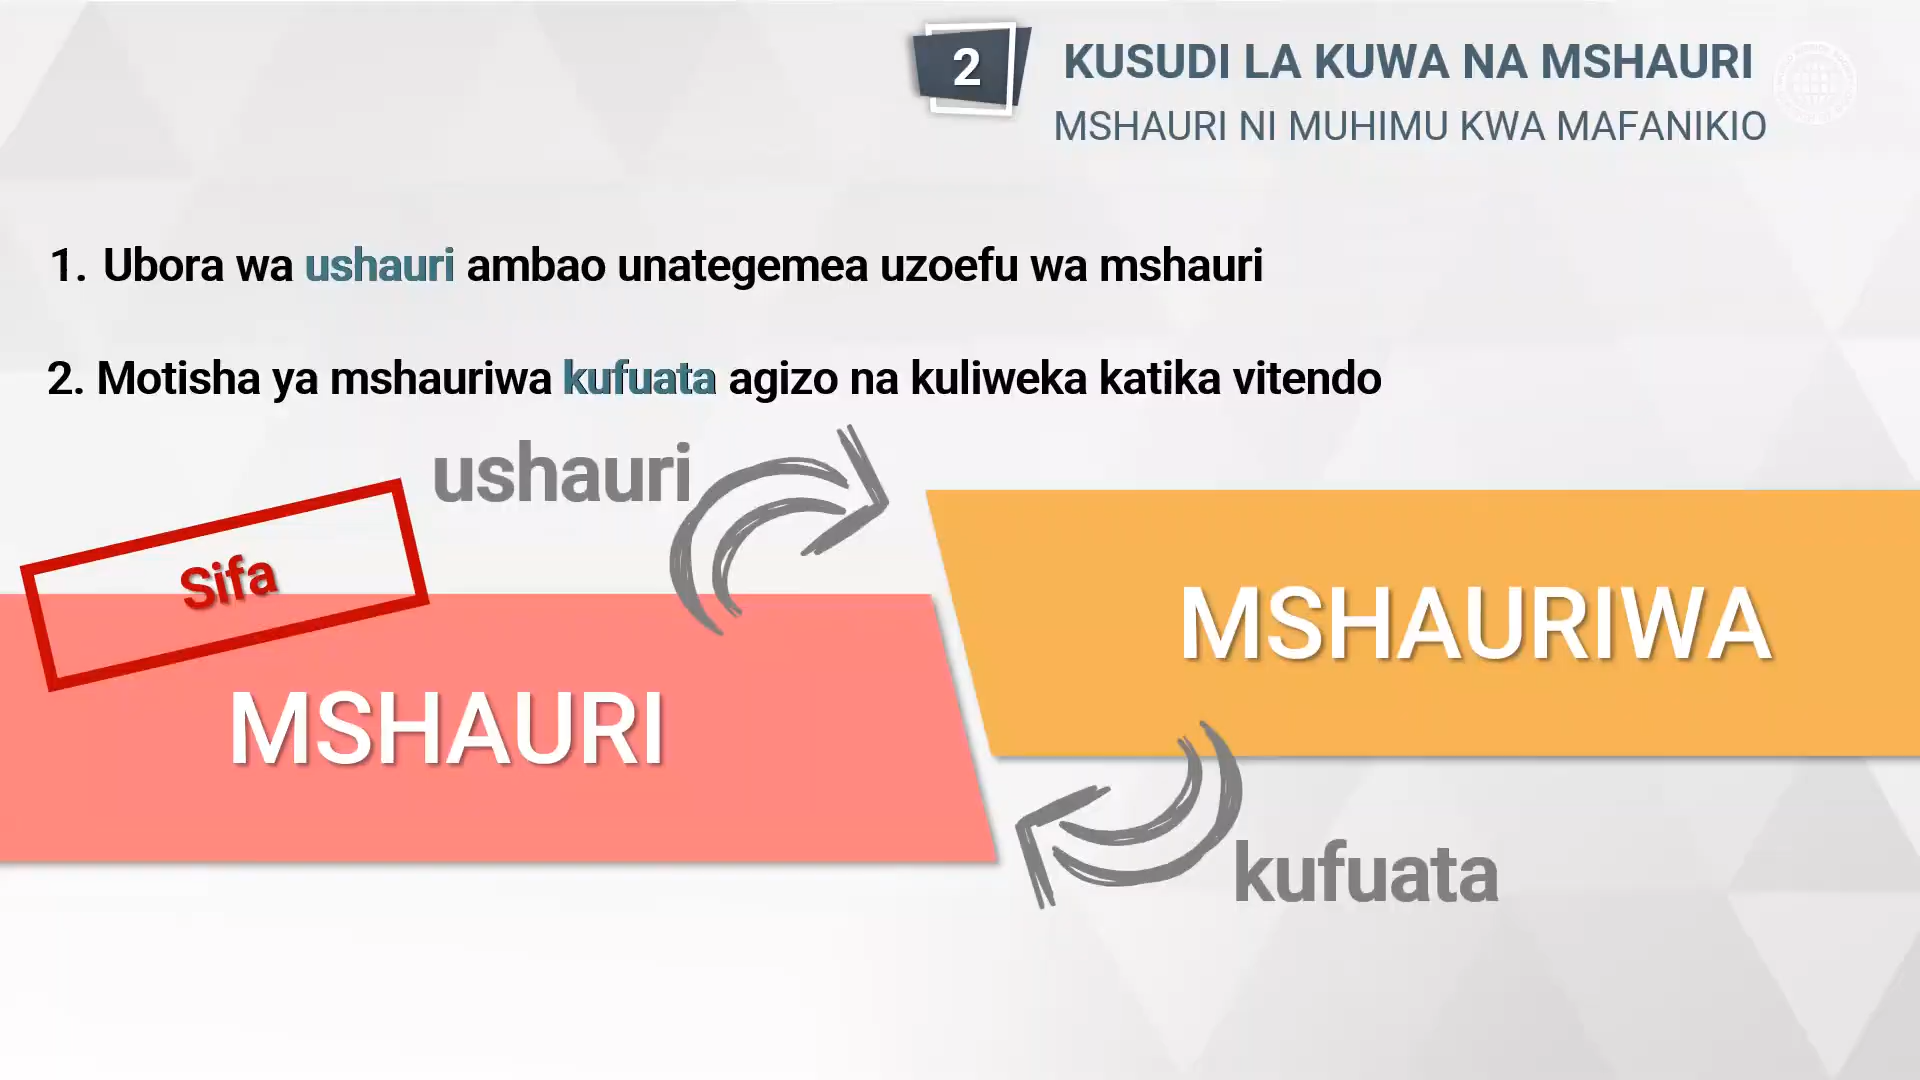 2
KUSUDI LA KUWA NA MSHAURI
MSHAURI NI MUHIMU KWA MAFANIKIO
1. Ubora wa ushauri ambao unategemea uzoefu wa mshauri
2. Motisha ya mshauriwa kufuata agizo na kuliweka katika vitendo
ushauri
Sifa
MSHAURIWA
MSHAURI
kufuata